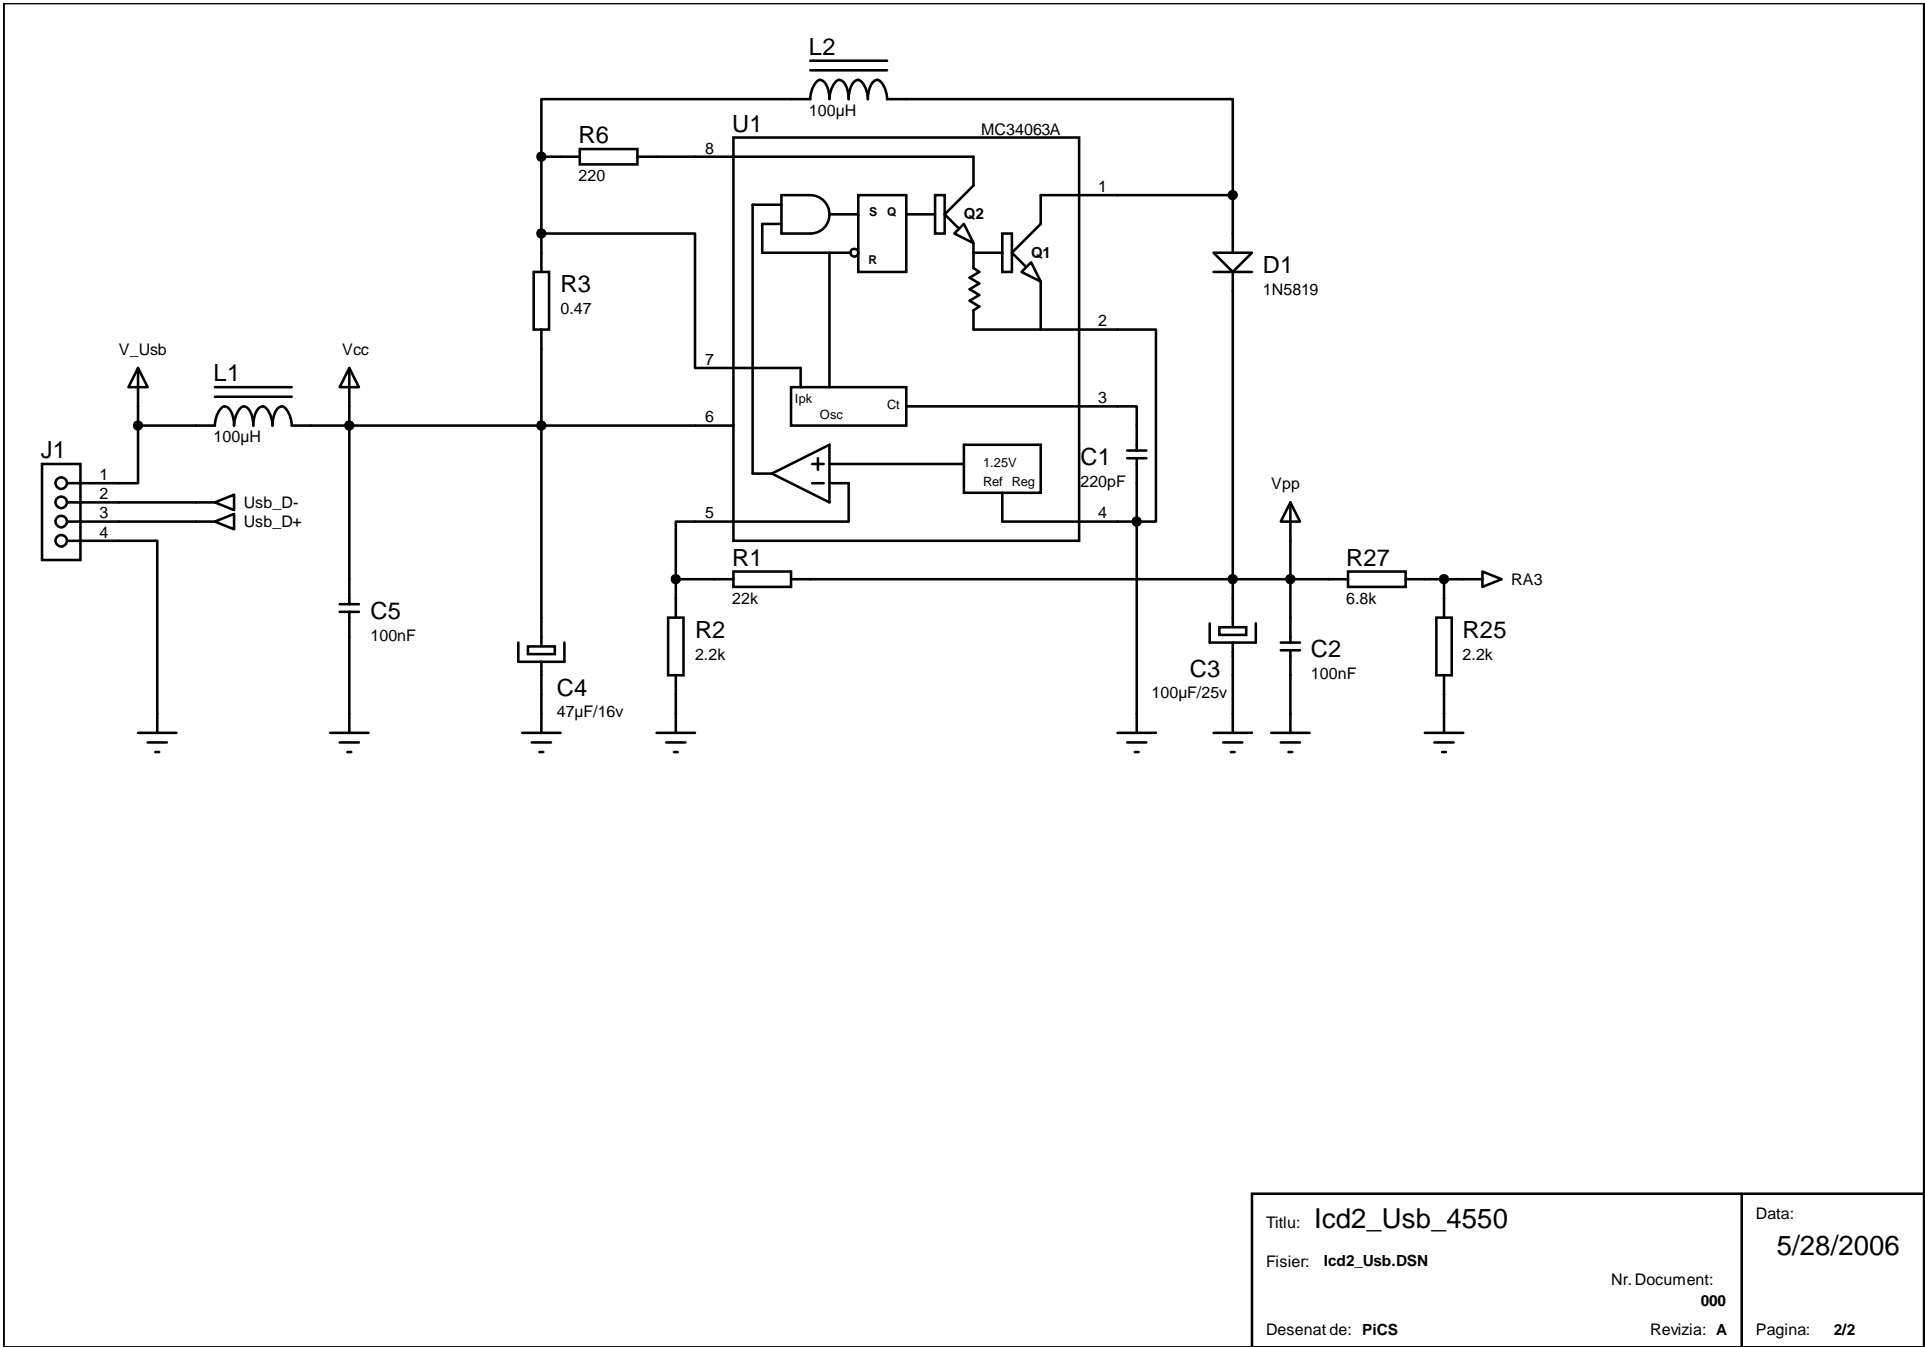 L2
100µH
U1
MC34063A
R6
220
8
1
S Q
R
Q2
Q1
D1
1N5819
R3
0.47
2
7
Ipk
Osc
Ct
3
V_Usb
L1
100µH
Vcc
6
J1
1
2
3
4
Usb_D-
Usb_D+
+
−
1.25V
Ref Reg
C1
220pF
5
4
Vpp
R1
22k
R27
6.8k
RA3
C5
100nF
R2
2.2k
C4
47µF/16v
C3
100µF/25v
C2
100nF
R25
2.2k
Titlu: Icd2_Usb_4550
Data:
5/28/2006
Fisier: Icd2_Usb.DSN
Nr. Document:
000
Desenat de: PiCS
Revizia: A
Pagina: 2/2